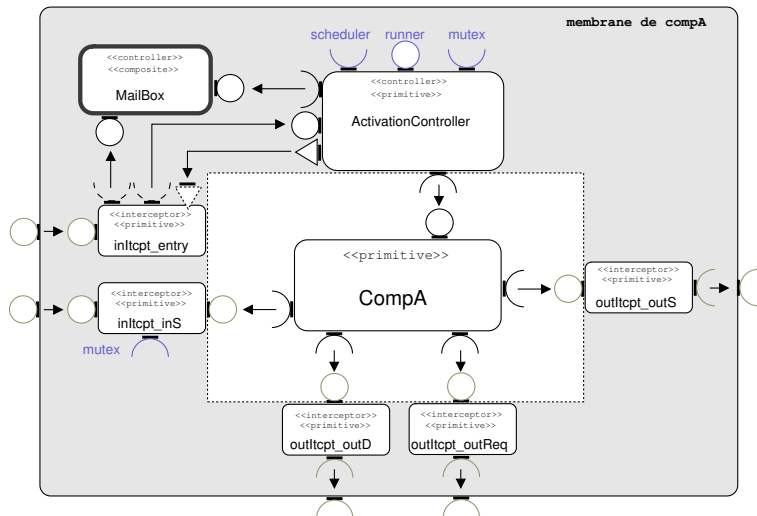 membrane de compA
scheduler
runner
mutex
<<controller>>
<<composite>>
MailBox
<<controller>>
<<primitive>>
ActivationController
<<interceptor>>
<<primitive>>
inItcpt_entry
<<primitive>>
CompA
<<interceptor>>
<<primitive>>
outItcpt_outS
<<interceptor>>
<<primitive>>
inItcpt_inS
mutex
<<interceptor>>
<<primitive>>
outItcpt_outD
<<interceptor>>
<<primitive>>
outItcpt_outReq